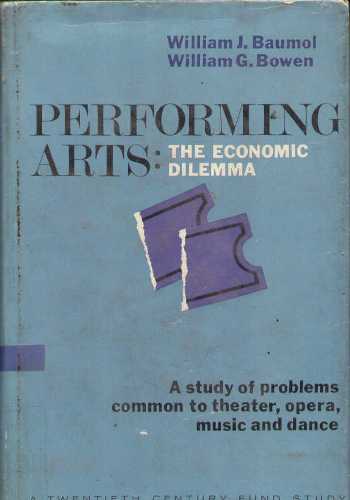 William J. Baumol
William G. Bowen
PERFORMING
ARTS: THE ECONOMIC
DILEMMA
A study of problems
common to theater, opera,
music and dance
A TWENTIETH CENTURY FUND STUDY